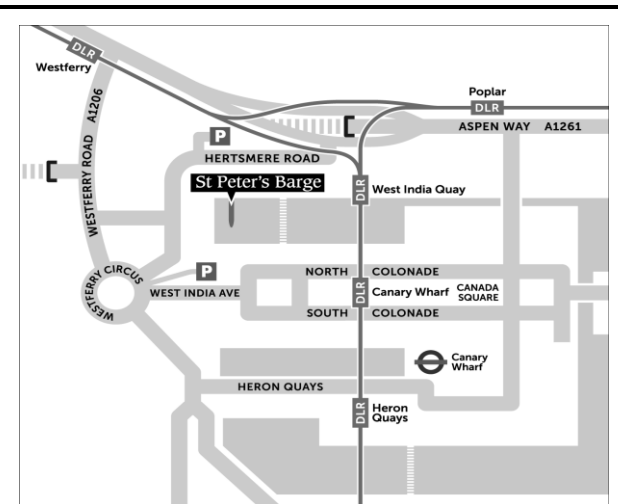 DLR
Westferry
A1206
WESTFERRY ROAD
P
HERTSMERE ROAD
St Peter's Barge
Poplar
DLR
ASPEN WAY A1261
DLR
West India Quay
WESTFERRY CIRCUS
WESTFERRY
P
WEST INDIA AVE
NORTH COLONADE
DLR
Canary Wharf
CANADA
SQUARE
SOUTH COLONADE
Canary
Wharf
HERON QUAYS
DLR
Heron
Quays